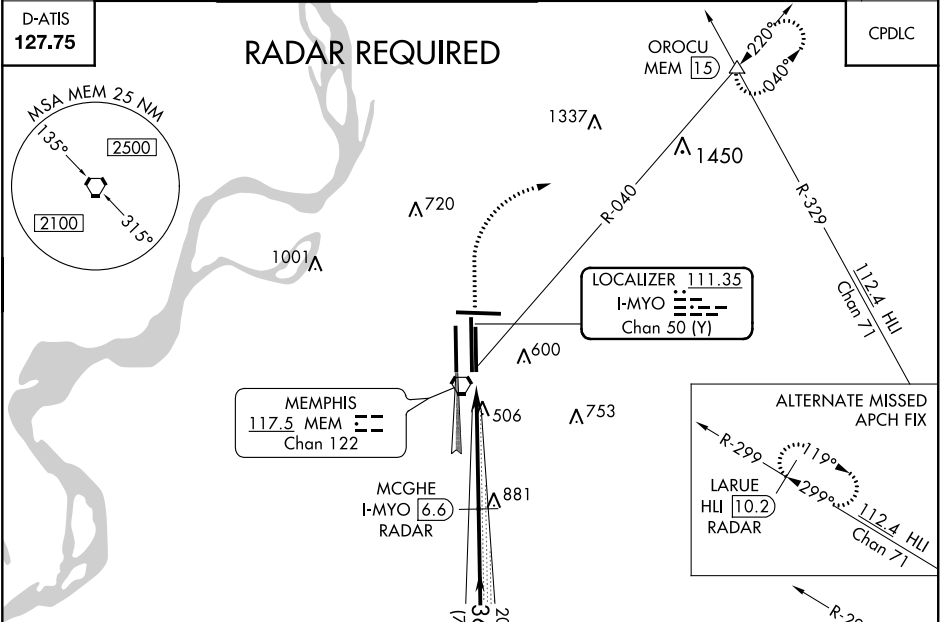 D-ATIS
127.75
RADAR REQUIRED
CPDLC
OROCU
MEM 15
220°
040°
MSA MEM 25 NM
135°
2500
2100
315°
1337
1450
720
1001
R-040
R-329
112.4 HLI
Chan 71
LOCALIZER 111.35
I-MYO
Chan 50 (Y)
600
MEMPHIS
117.5 MEM
Chan 122
506
753
MCGHE
I-MYO 6.6
RADAR
881
ALTERNATE MISSED
APCH FIX
R-299
119°
299°
LARUE
HLI 10.2
RADAR
112.4 HLI
Chan 71